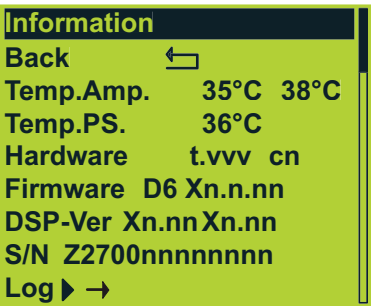 Information
Back
Temp.Amp. 35°C 38°C
Temp.PS. 36°C
Hardware t.vvv cn
Firmware D6 Xn.n.nn
DSP-Ver Xn.nn Xn.nn
S/N Z2700nnnnnnnn
Log